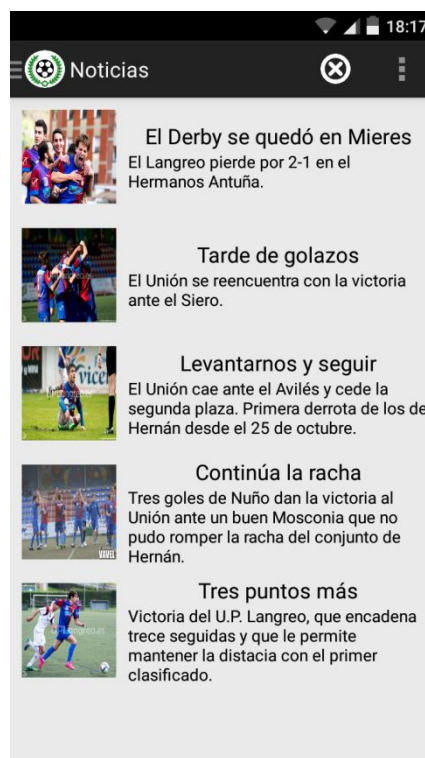 18:17
Noticias
El Derby se quedó en Mieres
El Langreo pierde por 2-1 en el
Hermanos Antuña.
Tarde de golazos
El Unión se reencuentra con la victoria
ante el Siero.
Levantarnos y seguir
El Unión cae ante el Avilés y cede la
segunda plaza. Primera derrota de los de
Hernán desde el 25 de octubre.
Continúa la racha
Tres goles de Nuño dan la victoria al
Unión ante un buen Mosconia que no
pudo romper la racha del conjunto de
Hernán.
VAVEL
Tres puntos más
Victoria del U.P. Langreo, que encadena
trece seguidas y que le permite
mantener la distacia con el primer
clasificado.